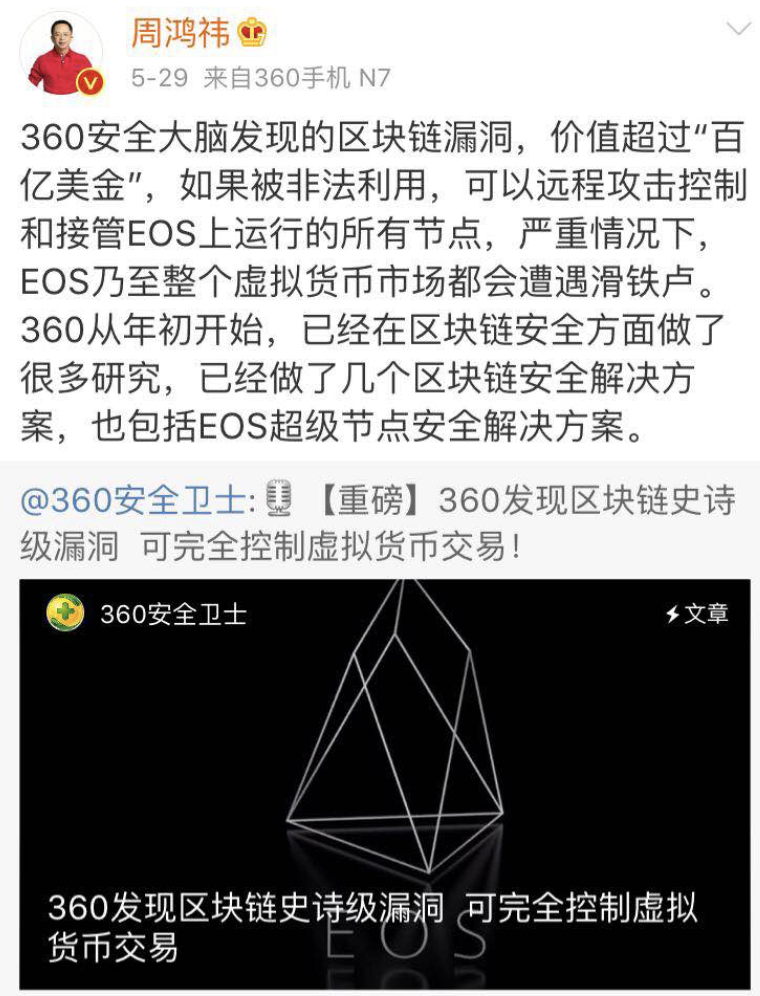 周鸿祎
5-29 来自360手机 N7
360安全大脑发现的区块链漏洞，价值超过“百
亿美金”，如果被非法利用，可以远程攻击控制
和接管EOS上运行的所有节点，严重情况下，
EOS乃至整个虚拟货币市场都会遭遇滑铁卢。
360从年初开始，已经在区块链安全方面做了
很多研究，已经做了几个区块链安全解决方
案，也包括EOS超级节点安全解决方案。
@360安全卫士:🎙【重磅】360发现区块链史诗
级漏洞 可完全控制虚拟货币交易！
360安全卫士
文章
360发现区块链史诗级漏洞 可完全控制虚拟
货币交易
EOS